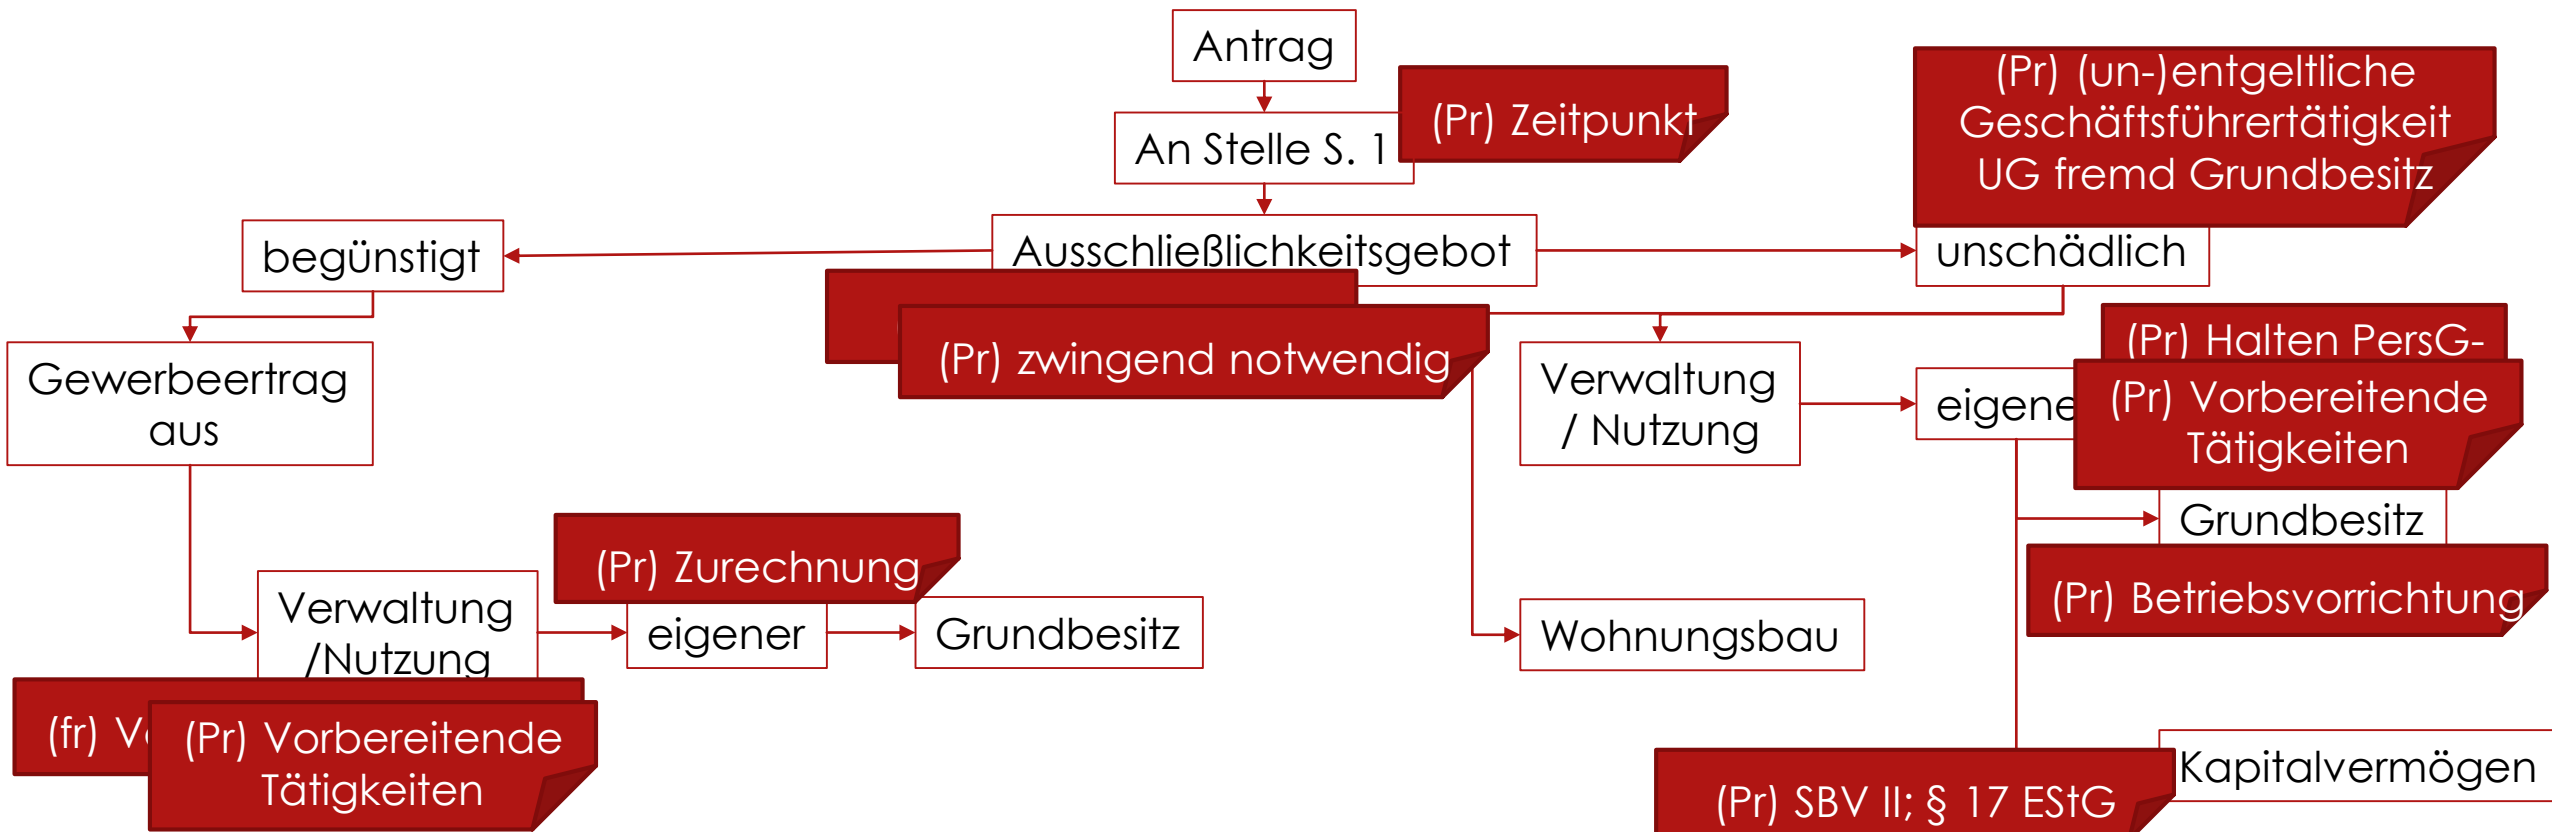 Antrag
(Pr) Zeitpunkt
An Stelle S. 1
(Pr) (un-)entgeltliche
Geschäftsführertätigkeit
UG fremd Grundbesitz
begünstigt
Ausschließlichkeitsgebot
unschädlich
(Pr) zwingend notwendig
Gewerbeertrag
aus
Verwaltung
/ Nutzung
(Pr) Halten PersG-
eigene
(Pr) Vorbereitende
Tätigkeiten
Grundbesitz
(Pr) Betriebsvorrichtung
(Pr) Zurechnung
Verwaltung
/Nutzung
eigener
Grundbesitz
Wohnungsbau
(fr)
(Pr) Vorbereitende
Tätigkeiten
(Pr) SBV II; § 17 EStG
Kapitalvermögen